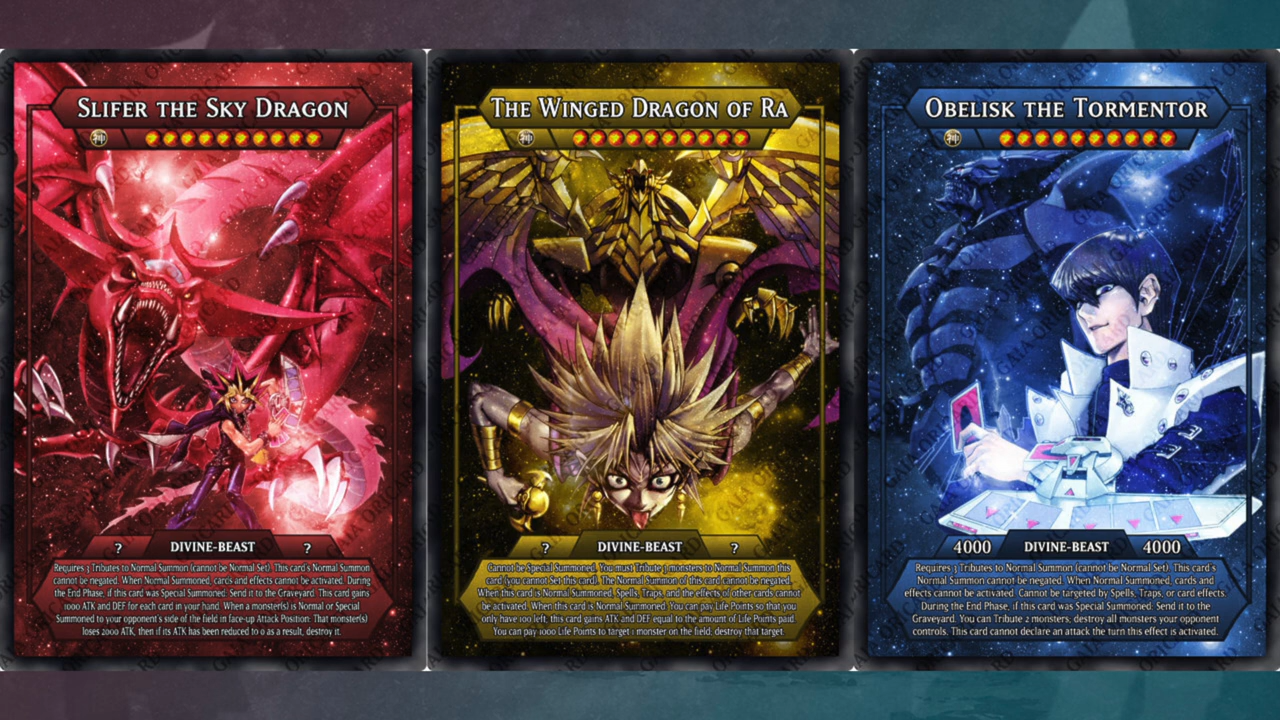 SLIFER THE SKY DRAGON
神
? DIVINE-BEAST ?
Requires 3 Tributes to Normal Summon (cannot be Normal Set). This card's Normal Summon
cannot be negated. When Normal Summoned, cards and effects cannot be activated. During
the End Phase, if this card was Special Summoned: Send it to the Graveyard. This card gains
1000 ATK and DEF for each card in your hand. When a monster(s) is Normal or Special
Summoned to your opponent's side of the field in face-up Attack Position: That monster(s)
loses 2000 ATK, then if its ATK has been reduced to 0 as a result, destroy it.
THE WINGED DRAGON OF RA
神
? DIVINE-BEAST ?
Cannot be Special Summoned. You must Tribute 3 monsters to Normal Summon this
card (you cannot Set this card). The Normal Summon of this card cannot be negated.
When this card is Normal Summoned, Spells, Traps, and the effects of other cards cannot
be activated. When this card is Normal Summoned: You can pay Life Points so that you
only have 100 left; this card gains ATK and DEF equal to the amount of Life Points paid.
You can pay 1000 Life Points to target 1 monster on the field; destroy that target.
OBELISK THE TORMENTOR
神
4000 DIVINE-BEAST 4000
Requires 3 Tributes to Normal Summon (cannot be Normal Set). This card's
Normal Summon cannot be negated. When Normal Summoned, cards and
effects cannot be activated. Cannot be targeted by Spells, Traps, or card effects.
During the End Phase, if this card was Special Summoned: Send it to the
Graveyard. You can Tribute 2 monsters; destroy all monsters your opponent
controls. This card cannot declare an attack the turn this effect is activated.
GAIA ORICARD